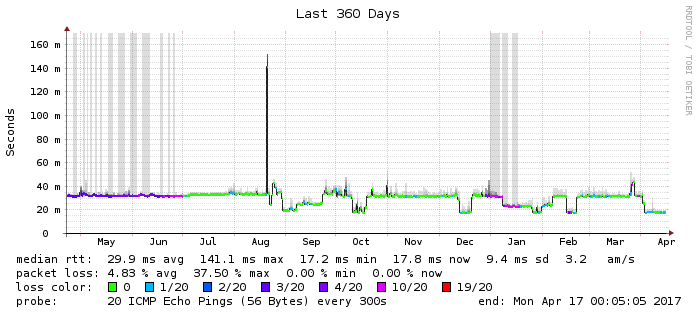 Last 360 Days
RRDTOOL / TOBI OETIKER
Seconds
160 m
140 m
120 m
100 m
80 m
60 m
40 m
20 m
0
May Jun Jul Aug Sep Oct Nov Dec Jan Feb Mar Apr
median rtt: 29.9 ms avg 141.1 ms max 17.2 ms min 17.8 ms now 9.4 ms sd 3.2 am/s
packet loss: 4.83 % avg 37.50 % max 0.00 % min 0.00 % now
loss color: 0 1/20 2/20 3/20 4/20 10/20 19/20
probe: 20 ICMP Echo Pings (56 Bytes) every 300s end: Mon Apr 17 00:05:05 2017